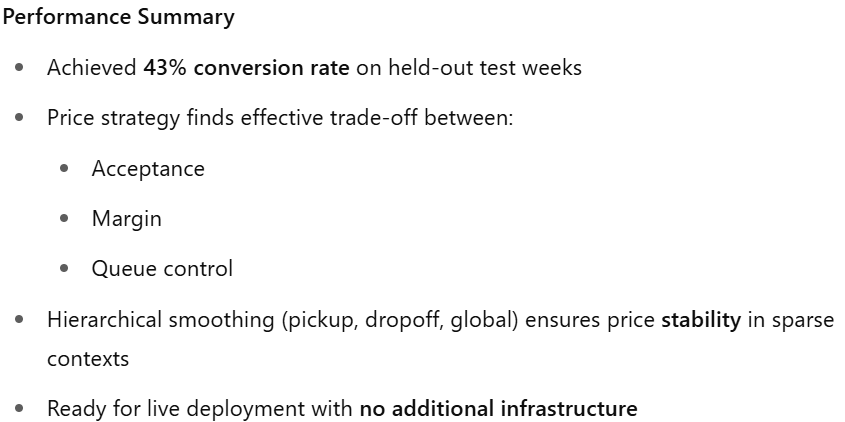 Performance Summary
• Achieved 43% conversion rate on held-out test weeks
• Price strategy finds effective trade-off between:
• Acceptance
• Margin
• Queue control
• Hierarchical smoothing (pickup, dropoff, global) ensures price stability in sparse
contexts
• Ready for live deployment with no additional infrastructure